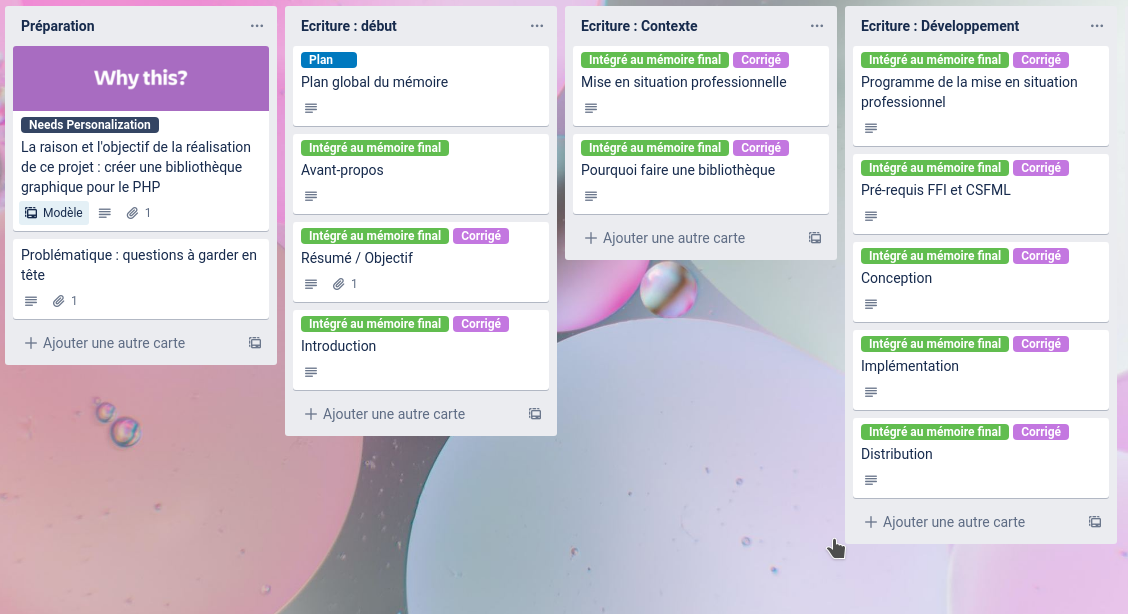 Préparation
Why this?
Needs Personalization
La raison et l'objectif de la réalisation
de ce projet : créer une bibliothèque
graphique pour le PHP
Modèle 1
Problématique : questions à garder en
tête
1
Ajouter une autre carte
Ecriture : début
Plan
Plan global du mémoire
Intégré au mémoire final
Avant-propos
Intégré au mémoire final Corrigé
Résumé / Objectif
1
Intégré au mémoire final Corrigé
Introduction
Ajouter une autre carte
Ecriture : Contexte
Intégré au mémoire final Corrigé
Mise en situation professionnelle
Intégré au mémoire final Corrigé
Pourquoi faire une bibliothèque
Ajouter une autre carte
Ecriture : Développement
Intégré au mémoire final Corrigé
Programme de la mise en situation
professionnel
Intégré au mémoire final Corrigé
Pré-requis FFI et CSFML
Intégré au mémoire final Corrigé
Conception
Intégré au mémoire final Corrigé
Implémentation
Intégré au mémoire final Corrigé
Distribution
Ajouter une autre carte